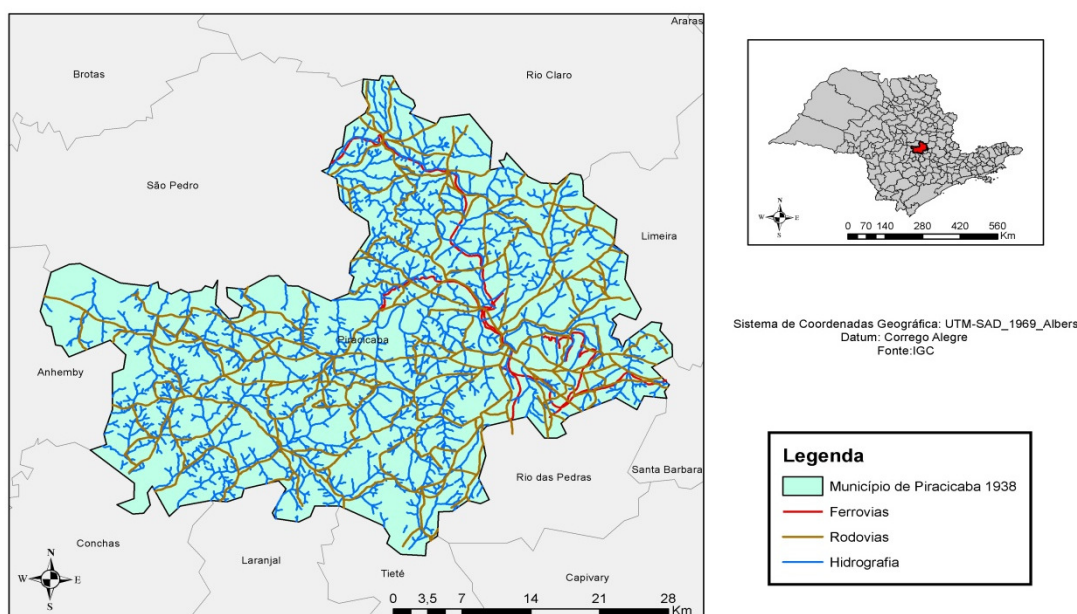 Araras
Brotas
Rio Claro
São Pedro
Limeira
Piracicaba
Anhemby
Santa Barbara
Rio das Pedras
Conchas
Laranjal
Tieté
Capivary
N
W E
S
0 3,5 7 14 21 28
Km
N
W E
S
0 70 140 280 420 560
Km
Sistema de Coordenadas Geográfica: UTM-SAD_1969_Albers
Datum: Corrego Alegre
Fonte:IGC
Legenda
Município de Piracicaba 1938
Ferrovias
Rodovias
Hidrografia